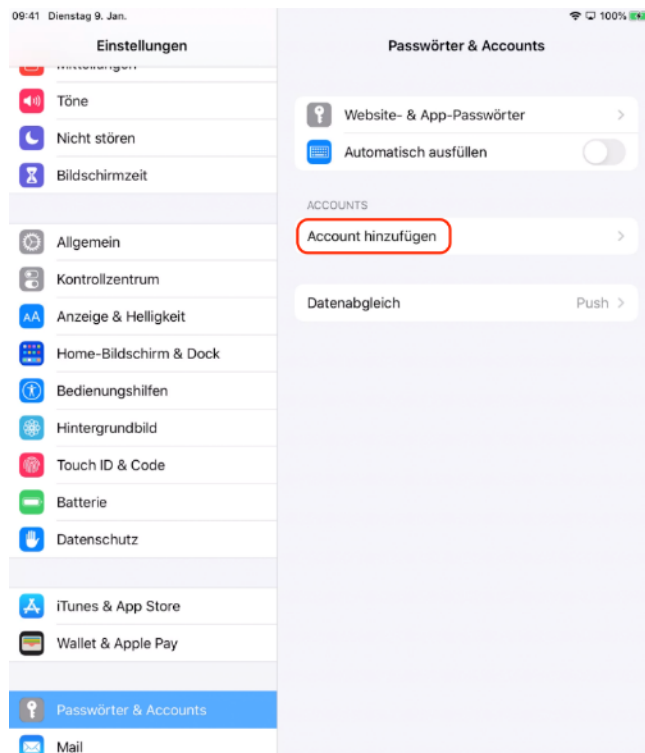 09:41 Dienstag 9. Jan.
100%
Einstellungen
Töne
Nicht stören
Bildschirmzeit
Allgemein
Kontrollzentrum
AA Anzeige & Helligkeit
Home-Bildschirm & Dock
Bedienungshilfen
Hintergrundbild
Touch ID & Code
Batterie
Datenschutz
iTunes & App Store
Wallet & Apple Pay
Passwörter & Accounts
Mail
Passwörter & Accounts
Website- & App-Passwörter
Automatisch ausfüllen
ACCOUNTS
Account hinzufügen
Datenabgleich Push